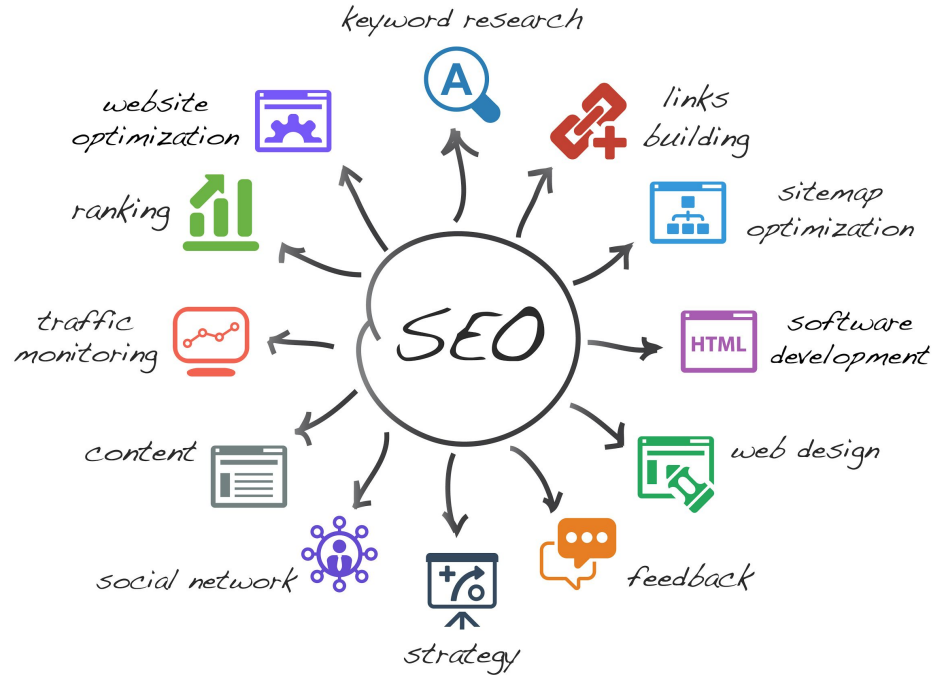 keyword research
A
website
optimization
links
building
ranking
sitemap
optimization
SEO
traffic
monitoring
HTML
software
development
content
web design
social network
feedback
strategy